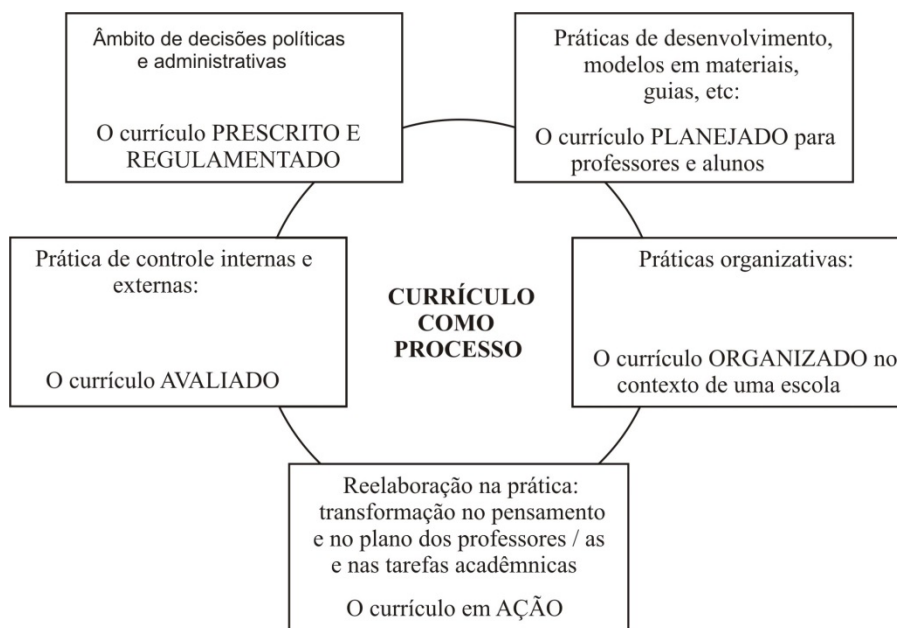 Âmbito de decisões políticas
e administrativas
O currículo PRESCRITO E
REGULAMENTADO
Práticas de desenvolvimento,
modelos em materiais,
guias, etc:
O currículo PLANEJADO para
professores e alunos
Prática de controle internas e
externas:
O currículo AVALIADO
CURRÍCULO
COMO
PROCESSO
Práticas organizativas:
O currículo ORGANIZADO no
contexto de uma escola
Reelaboração na prática:
transformação no pensamento
e no plano dos professores / as
e nas tarefas acadêmnicas
O currículo em AÇÃO